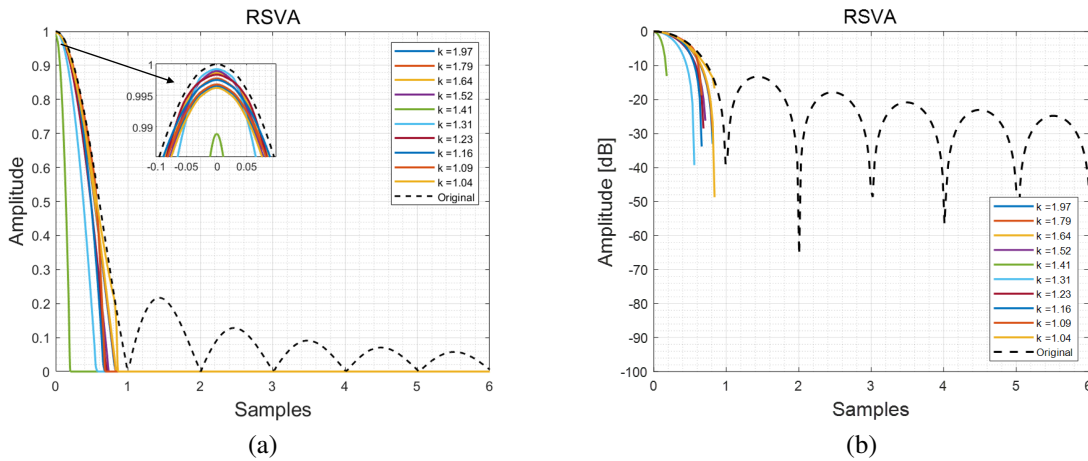 RSVA
Amplitude
1
0.9
0.8
0.7
0.6
0.5
0.4
0.3
0.2
0.1
0
0 1 2 3 4 5 6
Samples
1
0.995
0.99
-0.1 -0.05 0 0.05
k =1.97
k =1.79
k =1.64
k =1.52
k =1.41
k =1.31
k =1.23
k =1.16
k =1.09
k =1.04
Original
(a)
RSVA
Amplitude [dB]
0
-10
-20
-30
-40
-50
-60
-70
-80
-90
-100
0 1 2 3 4 5 6
Samples
k =1.97
k =1.79
k =1.64
k =1.52
k =1.41
k =1.31
k =1.23
k =1.16
k =1.09
k =1.04
Original
(b)